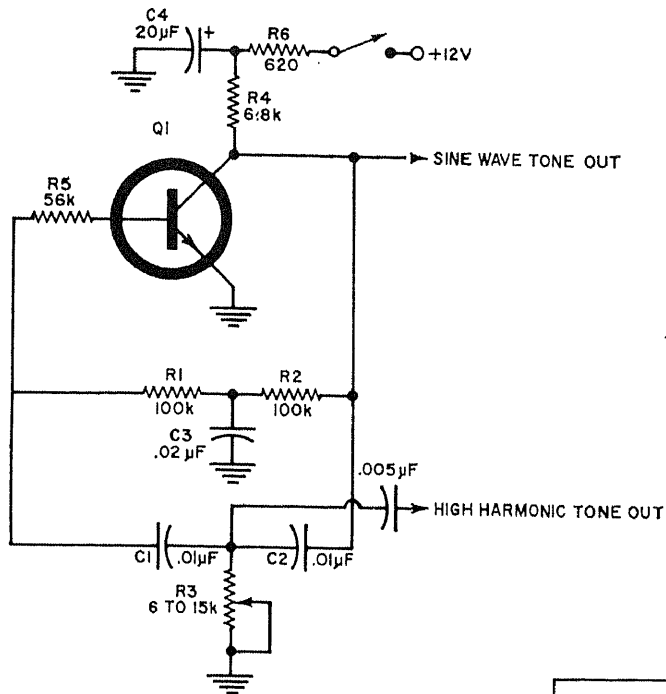 C4
20µF
+
R6
620
+12V
R4
6.8k
Q1
SINE WAVE TONE OUT
R5
56k
R1
100k
R2
100k
C3
.02 µF
.005µF
HIGH HARMONIC TONE OUT
C1
.01µF
C2
.01µF
R3
6 TO 15k